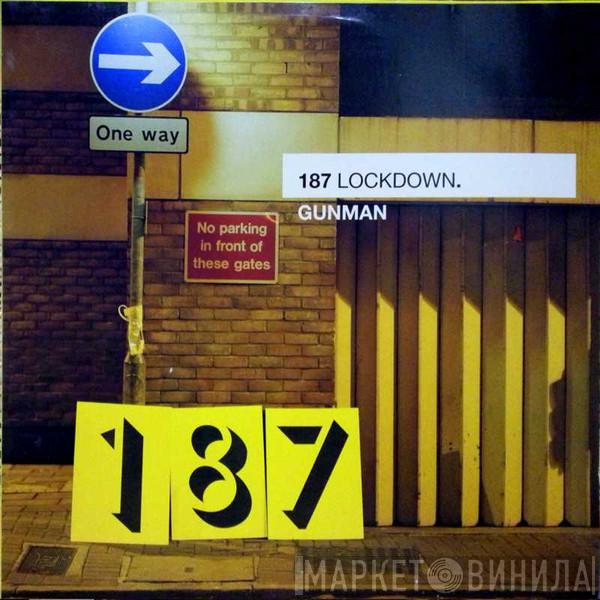 One way
187 LOCKDOWN.
GUNMAN
No parking
in front of
these gates
187
МАРКЕТ ВИНИЛА